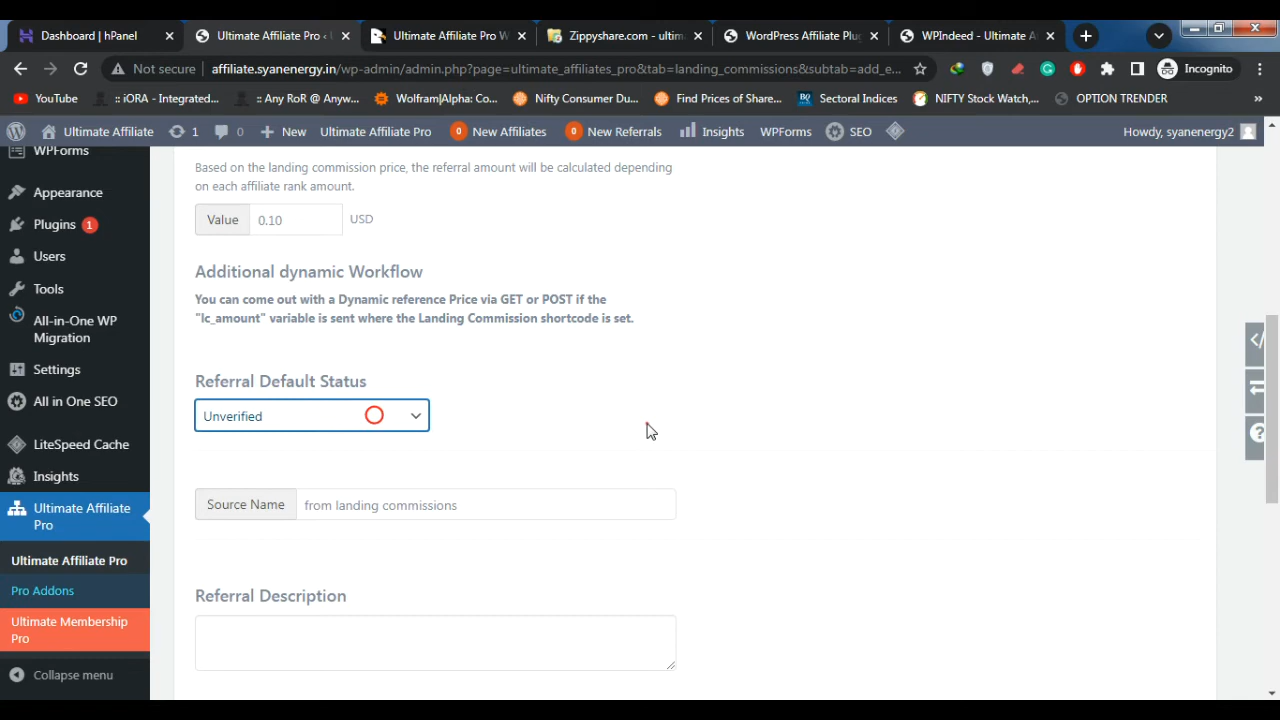 Dashboard | hPanel
Ultimate Affiliate Pro ‹ U
Ultimate Affiliate Pro W
Zippyshare.com - ultim
WordPress Affiliate Plug
WPIndeed - Ultimate A
Not secure
affiliate.syanenergy.in/wp-admin/admin.php?page=ultimate_affiliates_pro&tab=landing_commissions&subtab=add_e...
Incognito
YouTube
:: iORA - Integrated...
:: Any RoR @ Anyw...
Wolfram|Alpha: Co...
Nifty Consumer Du...
Find Prices of Share...
Sectoral Indices
NIFTY Stock Watch,...
OPTION TRENDER
»
Ultimate Affiliate
1
0
New
Ultimate Affiliate Pro
0 New Affiliates
0 New Referrals
Insights
WPForms
SEO
Howdy, syanenergy2
WPForms
Appearance
Plugins 1
Users
Tools
All-in-One WP
Migration
Settings
All in One SEO
LiteSpeed Cache
Insights
Ultimate Affiliate
Pro
Ultimate Affiliate Pro
Pro Addons
Ultimate Membership
Pro
Collapse menu
Based on the landing commission price, the referral amount will be calculated depending
on each affiliate rank amount.
Value 0.10 USD
Additional dynamic Workflow
You can come out with a Dynamic reference Price via GET or POST if the
"lc_amount" variable is sent where the Landing Commission shortcode is set.
Referral Default Status
Unverified
Source Name from landing commissions
Referral Description